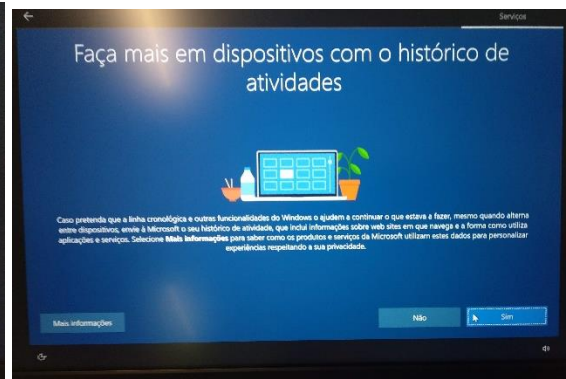 Serviços
Faça mais em dispositivos com o histórico de
atividades
Caso pretenda que a linha cronológica e outras funcionalidades do Windows o ajudem a continuar o que estava a fazer, mesmo quando alterna
entre dispositivos, envie à Microsoft o seu histórico de atividade, que inclui informações sobre web sites em que navega e a forma como utiliza
aplicações e serviços. Selecione Mais informações para saber como os produtos e serviços da Microsoft utilizam estes dados para personalizar
experiências respeitando a sua privacidade.
Mais informações
Não
Sim